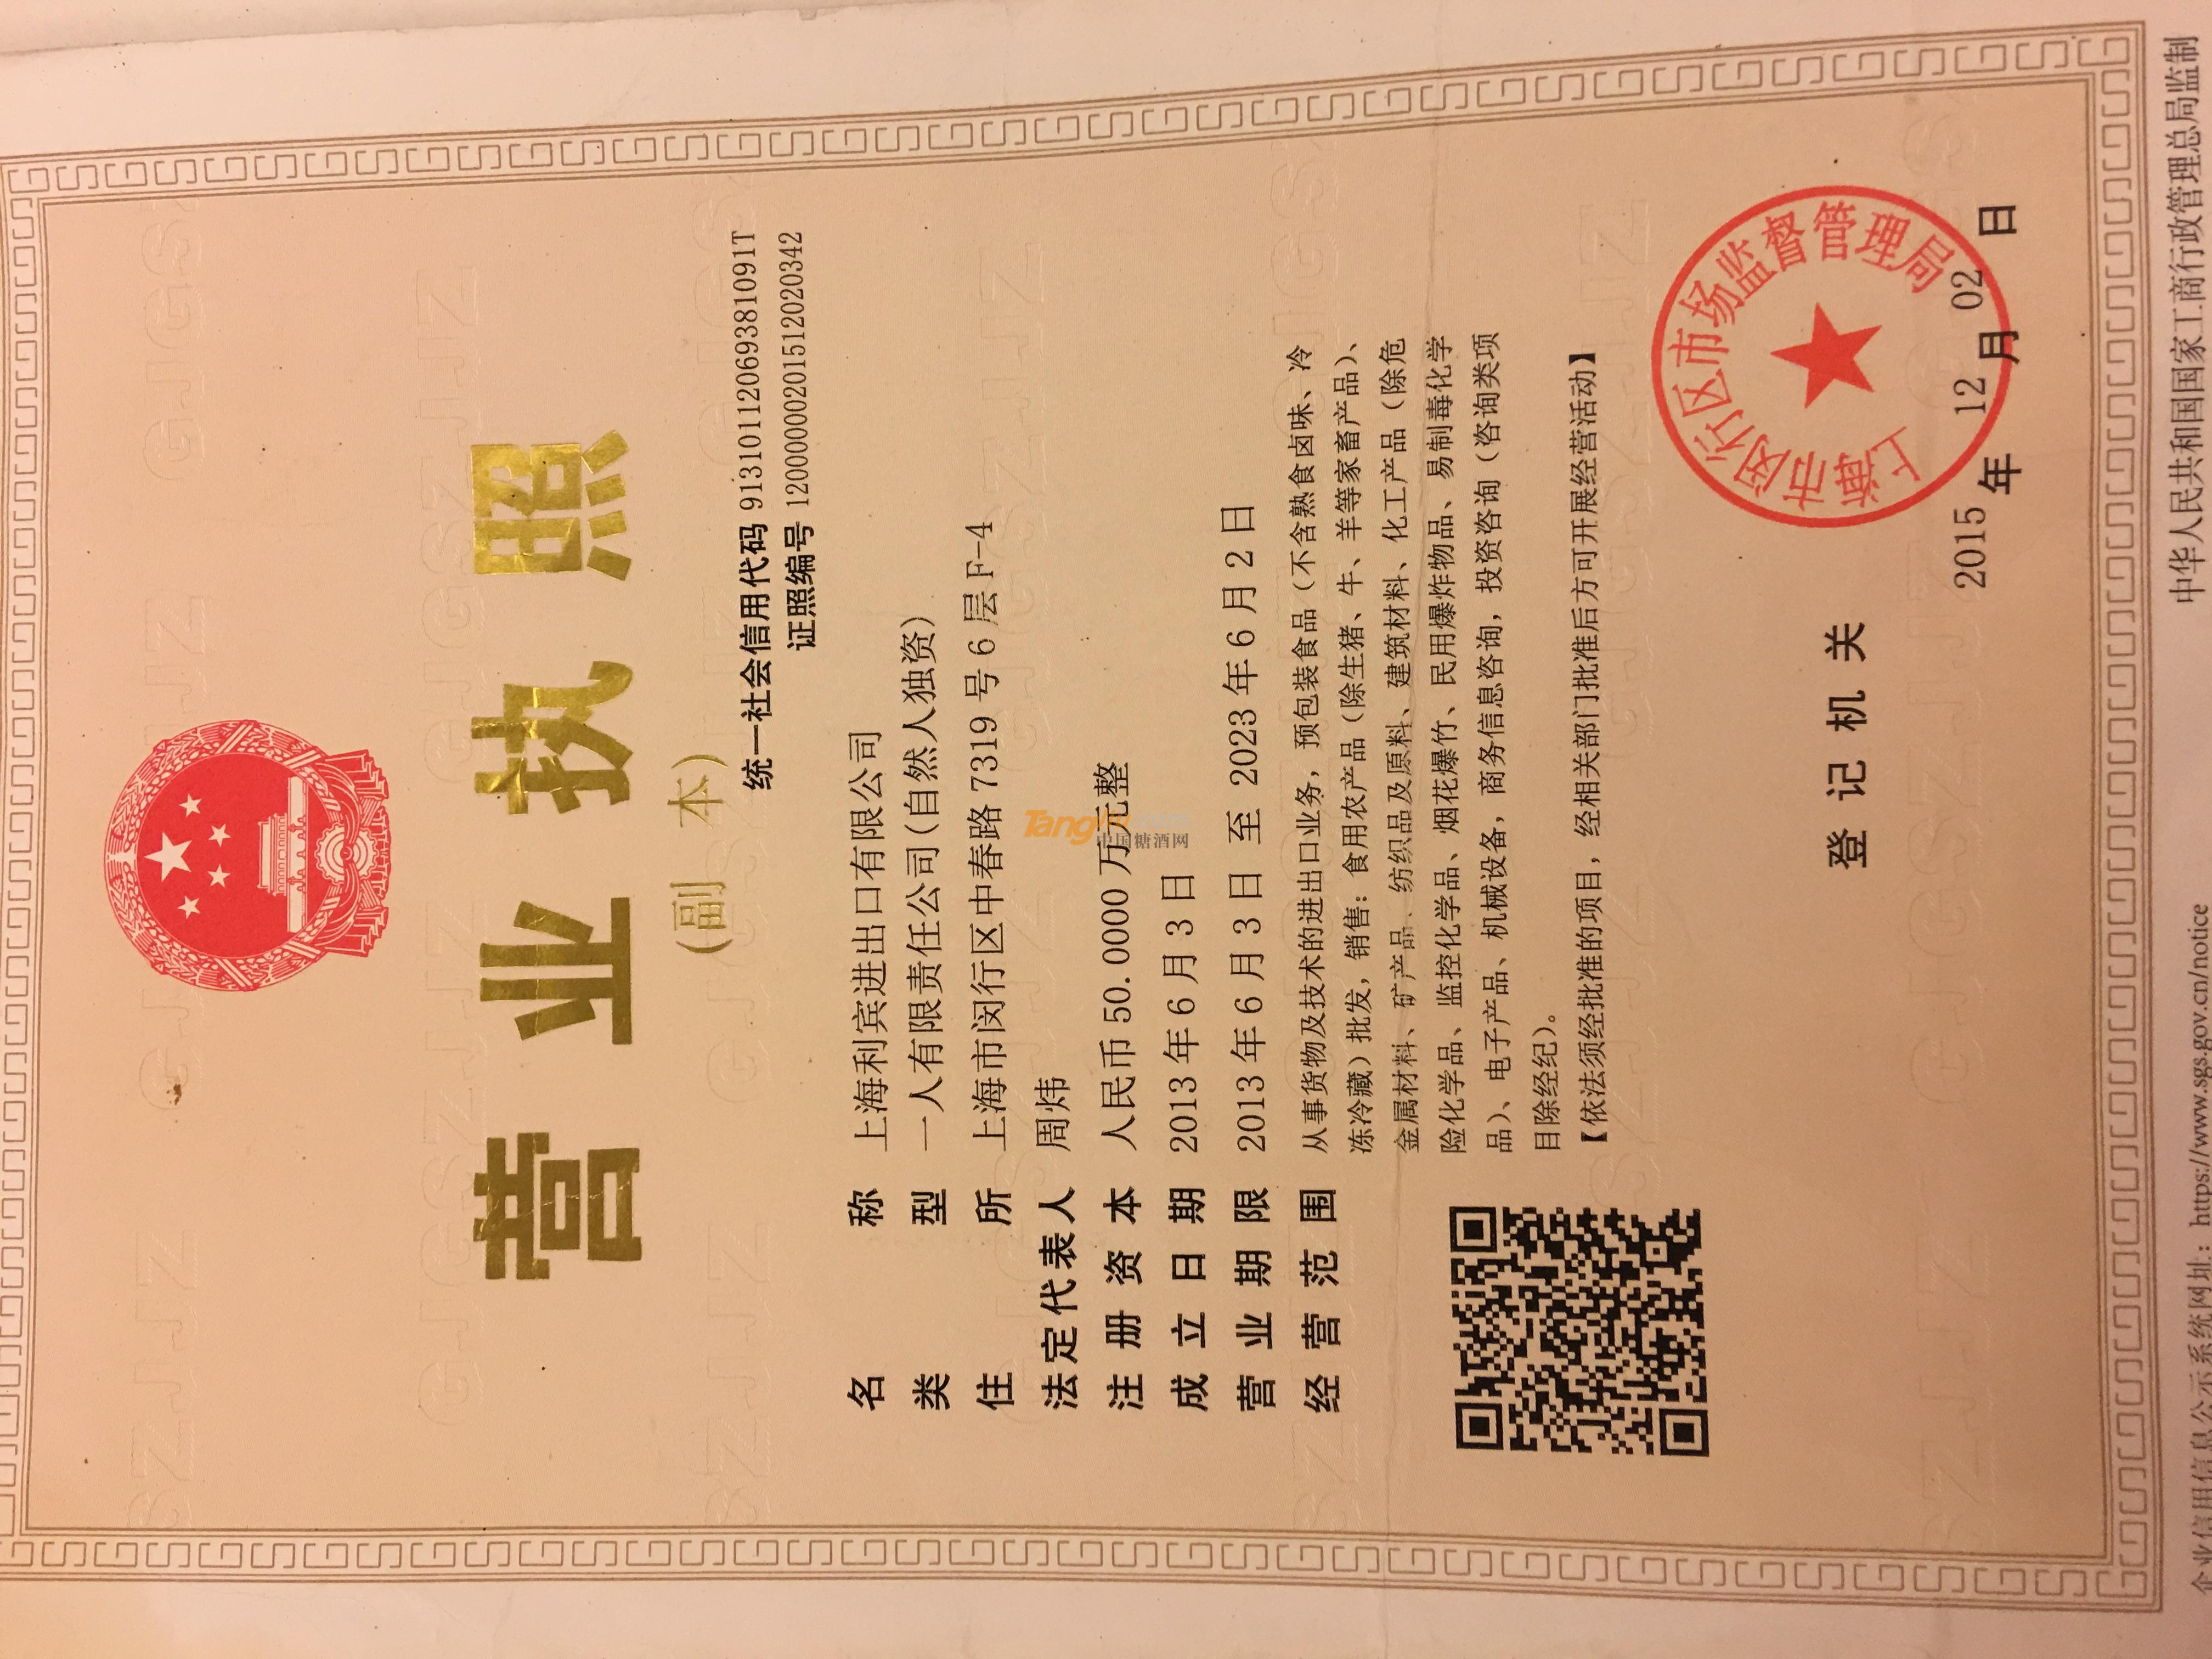 营业执照
(副 本)
统一社会信用代码 91310112069381091T
证照编号 12000000201512020342
名称 上海利宾进出口有限公司
类型 一人有限责任公司(自然人独资)
住所 上海市闵行区中春路 7319 号 6 层 F-4
法定代表人 周炜
注册资本 人民币 50.0000 万元整
成立日期 2013 年 6 月 3 日
营业期限 2013 年 6 月 3 日 至 2023 年 6 月 2 日
经营范围 从事货物及技术的进出口业务，预包装食品（不含熟食卤味、冷
冻冷藏）批发，销售：食用农产品（除生猪、牛、羊等家畜产品）、
金属材料、矿产品、纺织品及原料、建筑材料、化工产品（除危
险化学品、监控化学品、烟花爆竹、民用爆炸物品、易制毒化学
品）、电子产品、机械设备，商务信息咨询，投资咨询（咨询类项
目除经纪）。
【依法须经批准的项目，经相关部门批准后方可开展经营活动】
登记机关
上海市闵行区市场监督管理局
2015 年 12 月 02 日
企业信用信息公示系统网址：https://www.sgs.gov.cn/notice
中华人民共和国国家工商行政管理总局监制